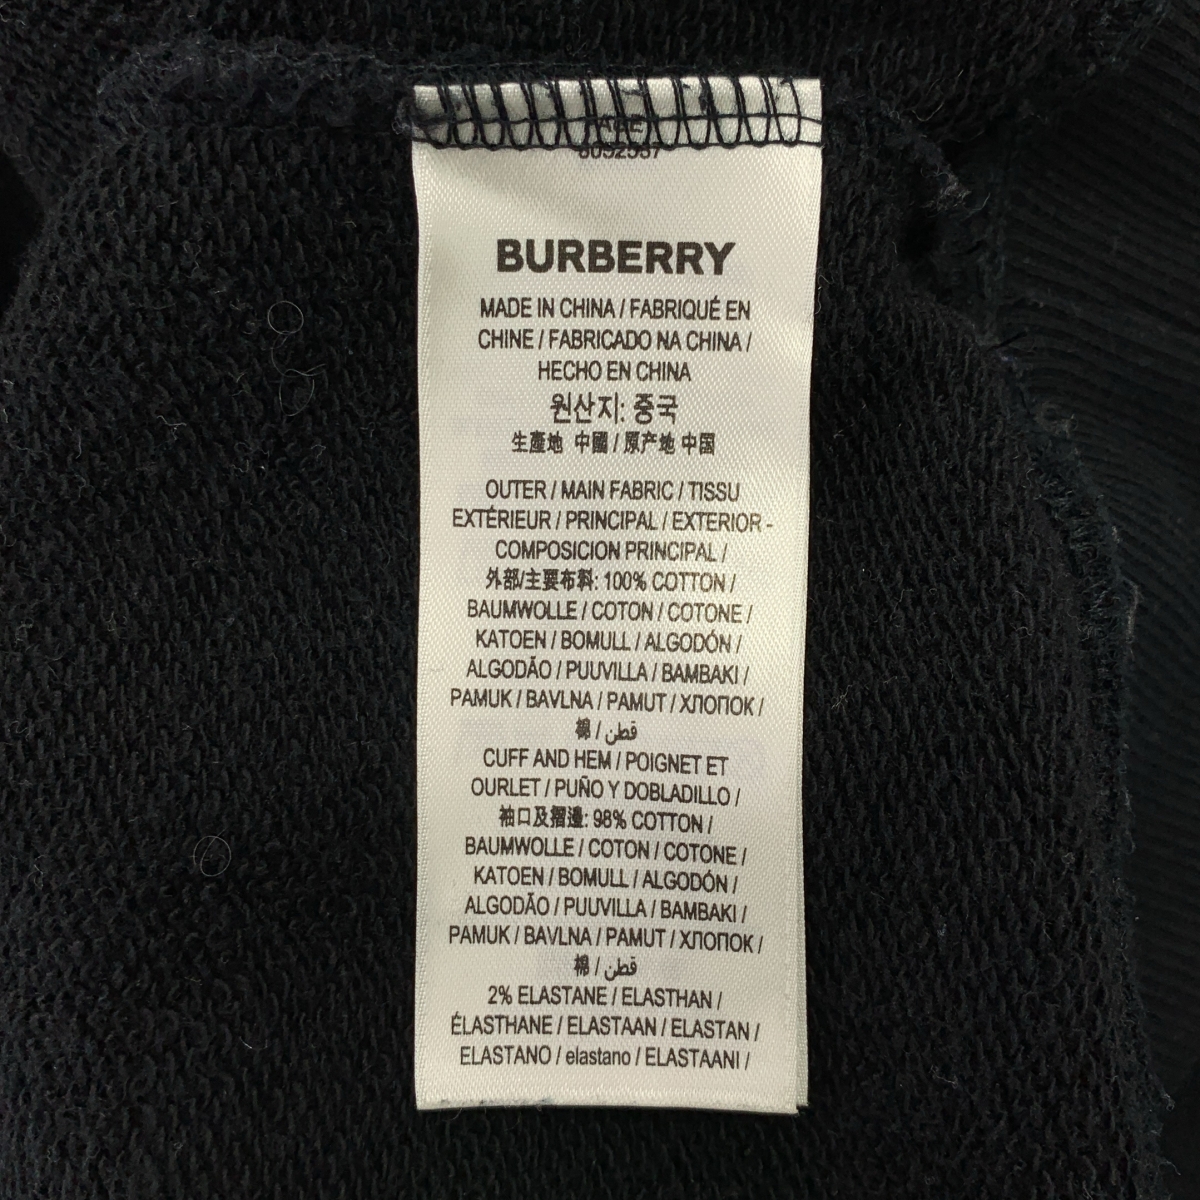 BURBERRY
MADE IN CHINA / FABRIQUÉ EN
CHINE / FABRICADO NA CHINA /
HECHO EN CHINA
원산지: 중국
生產地 中國 / 原产地 中国
OUTER / MAIN FABRIC / TISSU
EXTÉRIEUR / PRINCIPAL / EXTERIOR -
COMPOSICION PRINCIPAL /
外部/主要布料: 100% COTTON /
BAUMWOLLE / COTON / COTONE /
KATOEN / BOMULL / ALGODÓN /
ALGODÃO / PUUVILLA / BAMBAKI /
PAMUK / BAVLNA / PAMUT / ХЛОПОК /
棉 / قطن /
CUFF AND HEM / POIGNET ET
OURLET / PUÑO Y DOBLADILLO /
袖口及摺邊: 98% COTTON /
BAUMWOLLE / COTON / COTONE /
KATOEN / BOMULL / ALGODÓN /
ALGODÃO / PUUVILLA / BAMBAKI /
PAMUK / BAVLNA / PAMUT / ХЛОПОК /
棉 / قطن
2% ELASTANE / ELASTHAN /
ÉLASTHANE / ELASTAAN / ELASTAN /
ELASTANO / elastano / ELASTAANI /